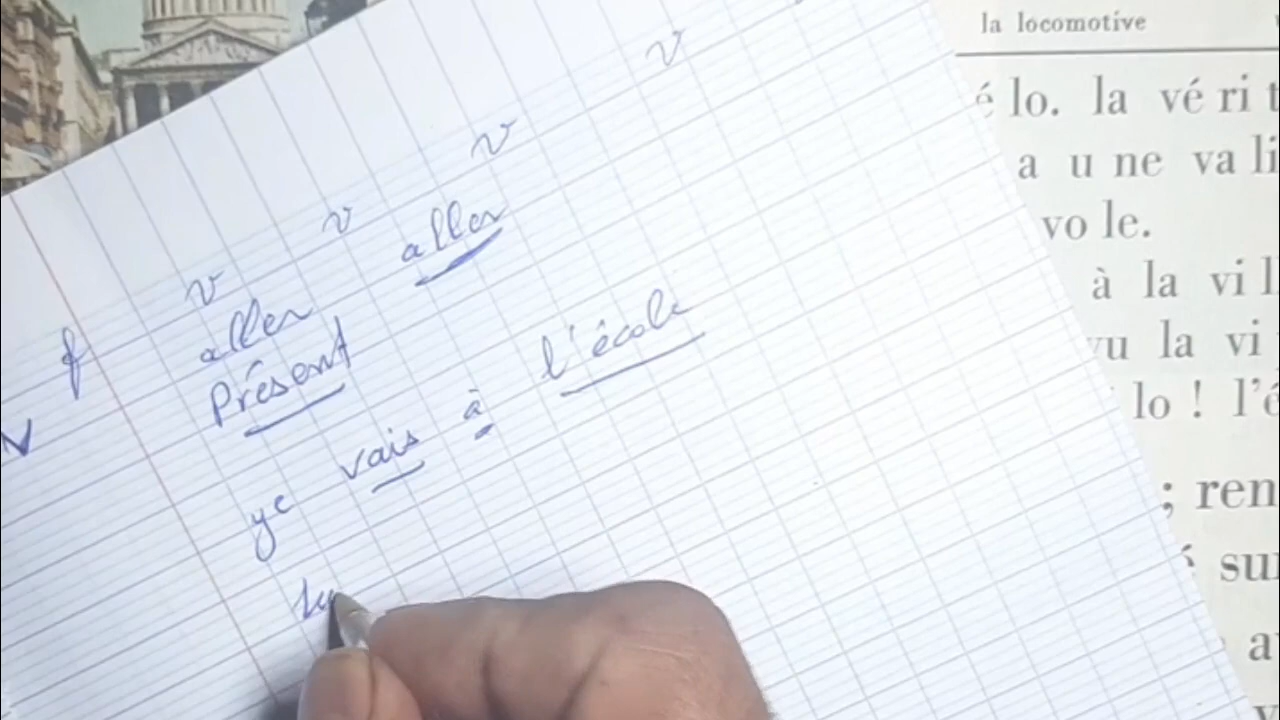 v v v v
f aller aller
Présent
je vais à l'école
tu
la locomotive
é lo. la vé ri t
a u ne va li
vo le.
à la vi l
vu la vi
lo ! l'é
; ren
su
a